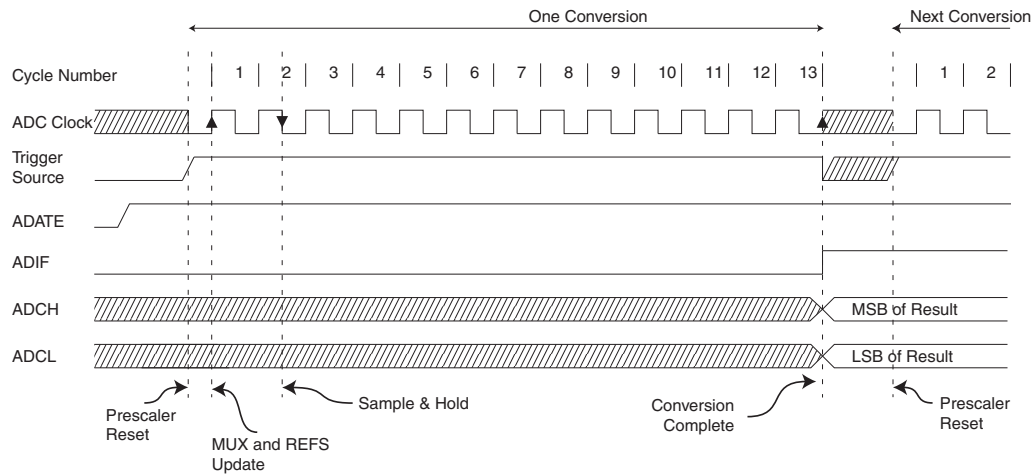 One Conversion
Next Conversion
Cycle Number
1 2 3 4 5 6 7 8 9 10 11 12 13 1 2
ADC Clock
Trigger
Source
ADATE
ADIF
ADCH
MSB of Result
ADCL
LSB of Result
Prescaler
Reset
MUX and REFS
Update
Sample & Hold
Conversion
Complete
Prescaler
Reset